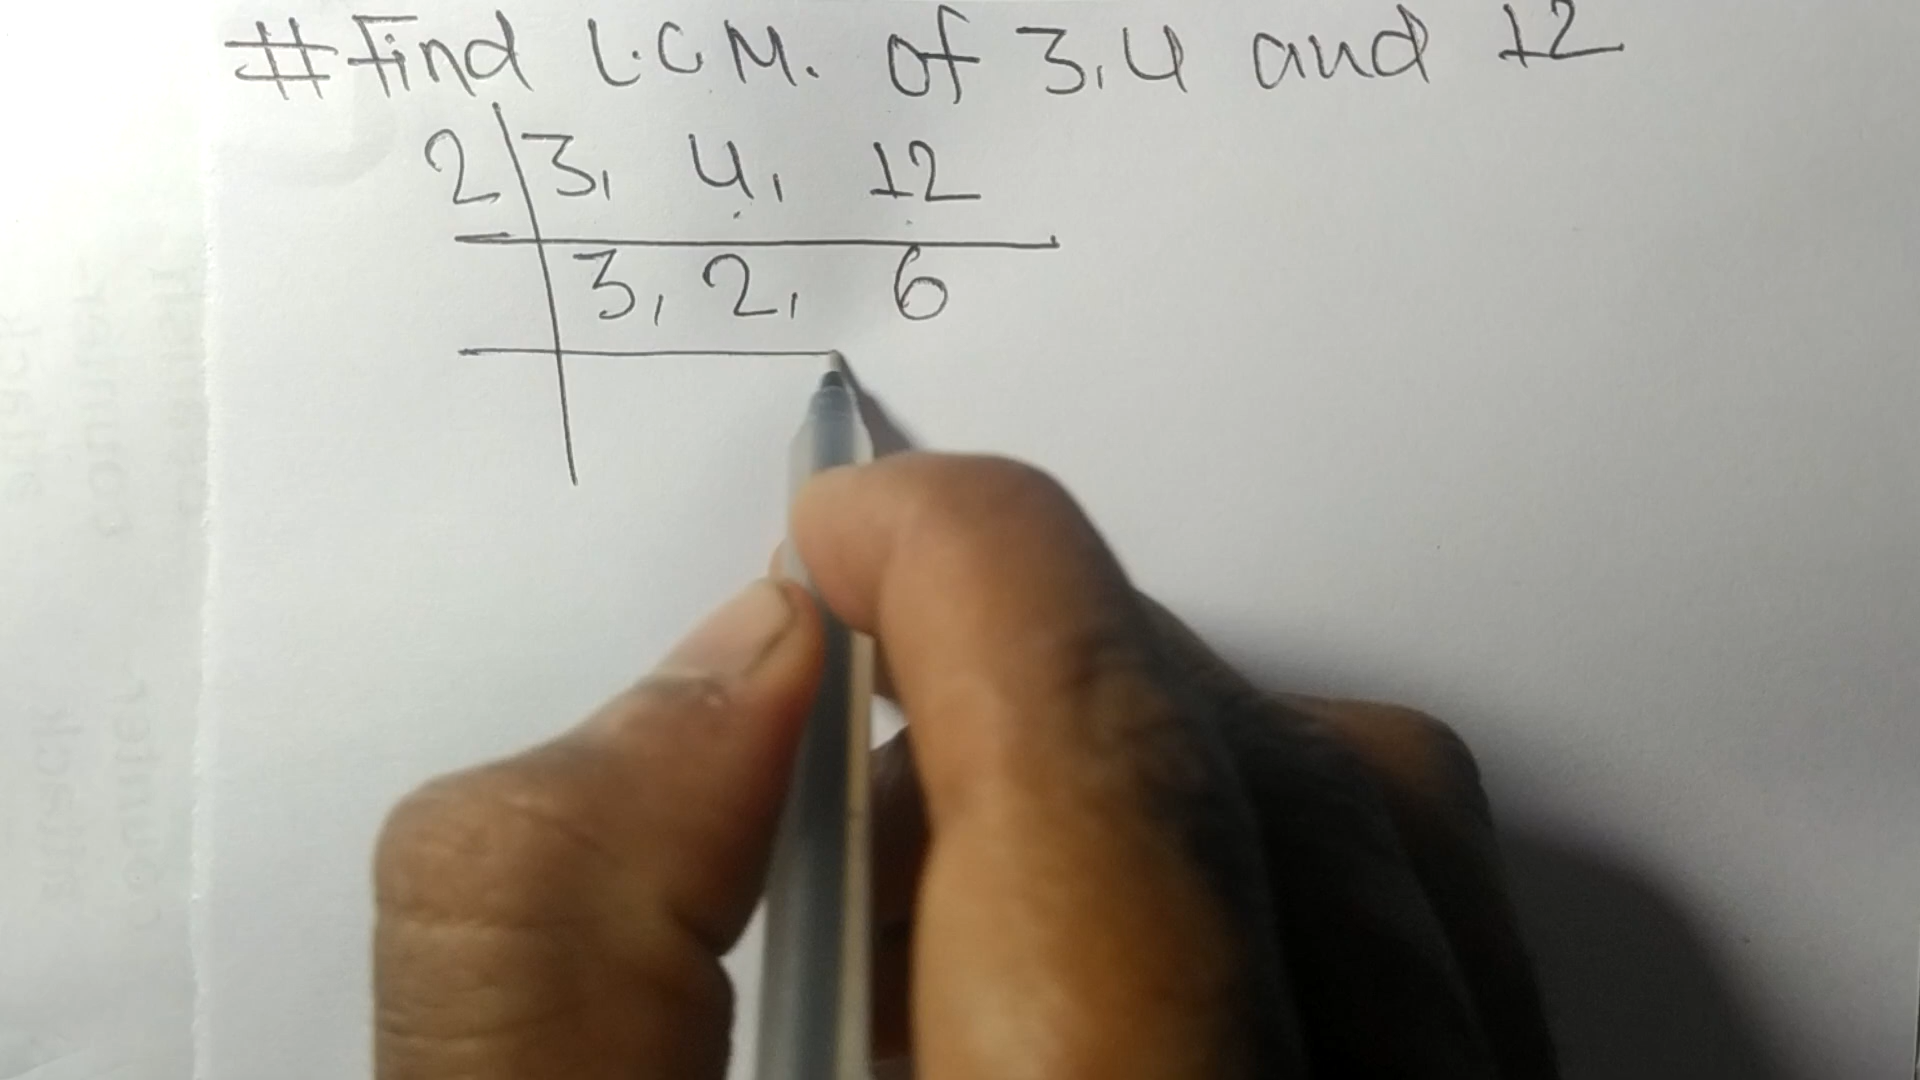 #Find L.C.M. of 3,4 and 12
2 3, 4, 12
3, 2, 6